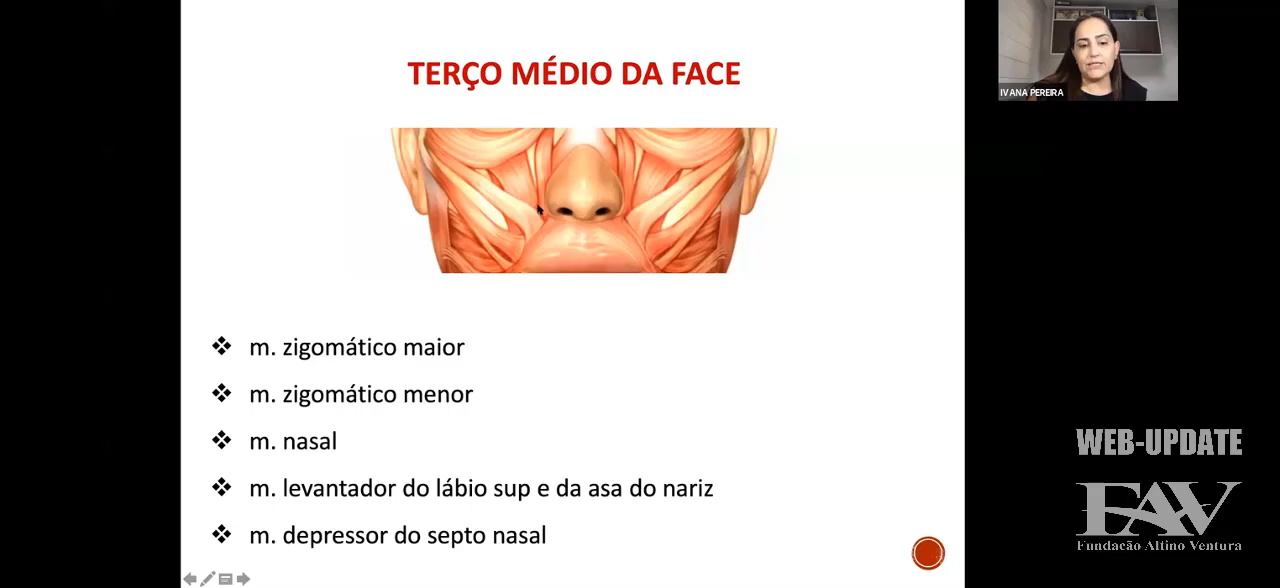 TERÇO MÉDIO DA FACE
IVANA PEREIRA
m. zigomático maior
m. zigomático menor
m. nasal
m. levantador do lábio sup e da asa do nariz
m. depressor do septo nasal
WEB-UPDATE
FAV
Fundação Altino Ventura